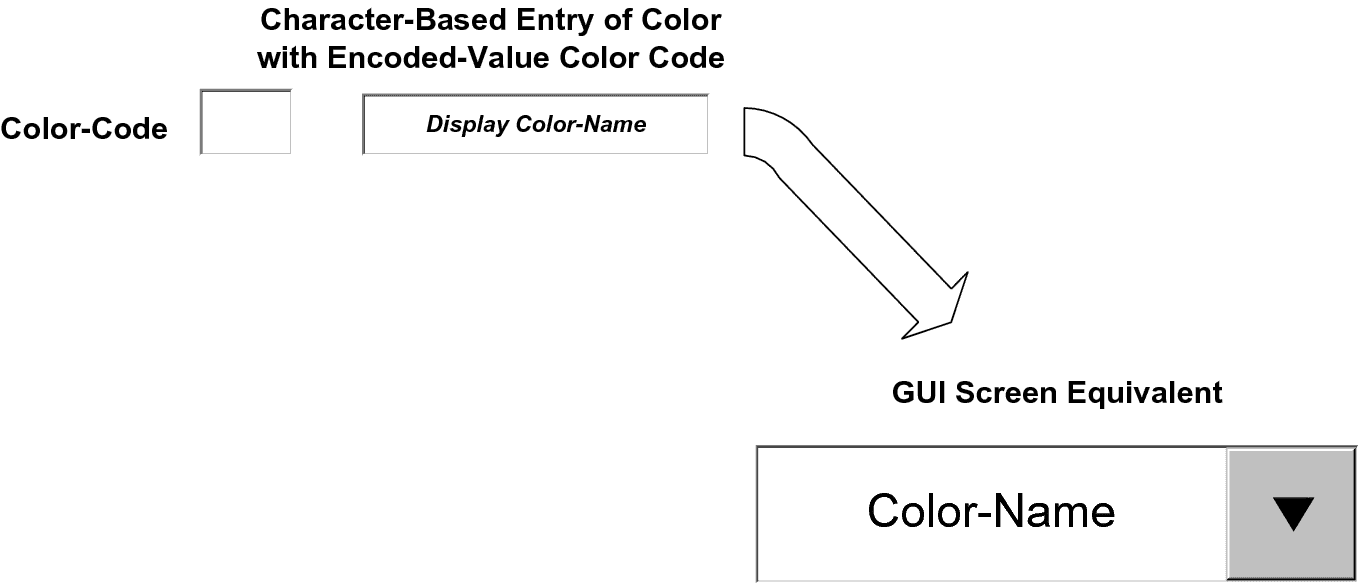 Character-Based Entry of Color
with Encoded-Value Color Code
Color-Code
Display Color-Name
GUI Screen Equivalent
Color-Name